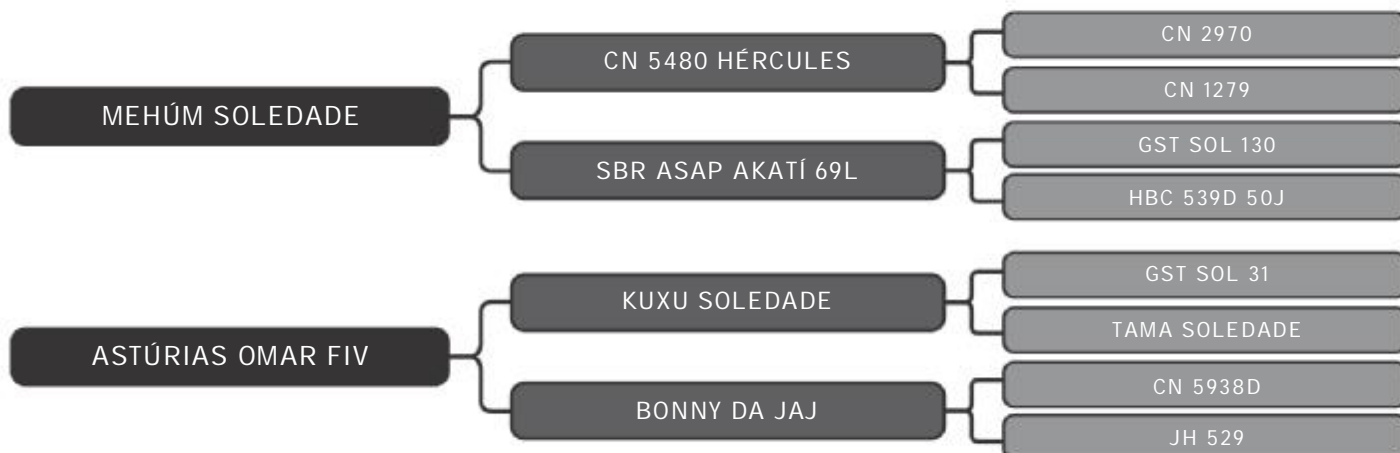 MEHÚM SOLEDADE
CN 5480 HÉRCULES
CN 2970
CN 1279
SBR ASAP AKATÍ 69L
GST SOL 130
HBC 539D 50J
ASTÚRIAS OMAR FIV
KUXU SOLEDADE
GST SOL 31
TAMA SOLEDADE
BONNY DA JAJ
CN 5938D
JH 529